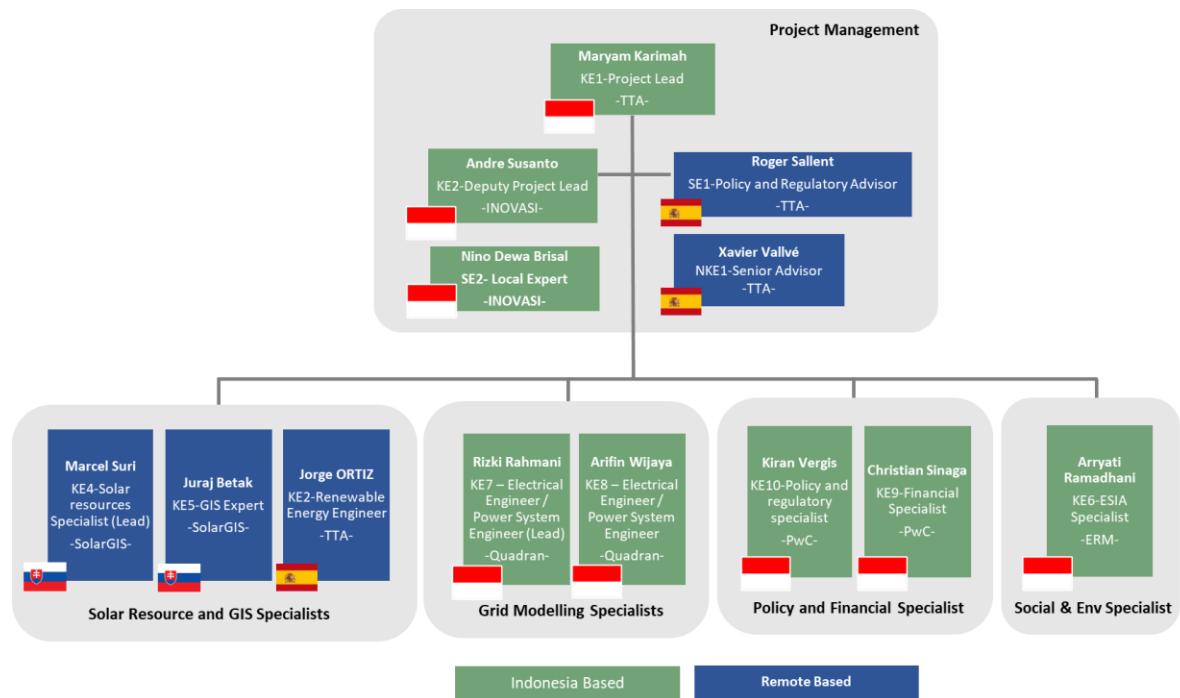 Project Management
Maryam Karimah
KE1-Project Lead
-TTA-
Andre Susanto
KE2-Deputy Project Lead
-INOVASI-
Roger Sallent
SE1-Policy and Regulatory Advisor
-TTA-
Nino Dewa Brisal
SE2- Local Expert
-INOVASI-
Xavier Vallvé
NKE1-Senior Advisor
-TTA-
Marcel Suri
KE4-Solar
resources
Specialist (Lead)
-SolarGIS-
Juraj Betak
KE5-GIS Expert
-SolarGIS-
Jorge ORTIZ
KE2-Renewable
Energy Engineer
-TTA-
Solar Resource and GIS Specialists
Rizki Rahmani
KE7 – Electrical
Engineer /
Power System
Engineer (Lead)
-Quadran-
Arifin Wijaya
KE8 – Electrical
Engineer /
Power System
Engineer
-Quadran-
Grid Modelling Specialists
Kiran Vergis
KE10-Policy and
regulatory
specialist
-PwC-
Christian Sinaga
KE9-Financial
Specialist
-PwC-
Policy and Financial Specialist
Arryati
Ramadhani
KE6-ESIA
Specialist
-ERM-
Social & Env Specialist
Indonesia Based
Remote Based